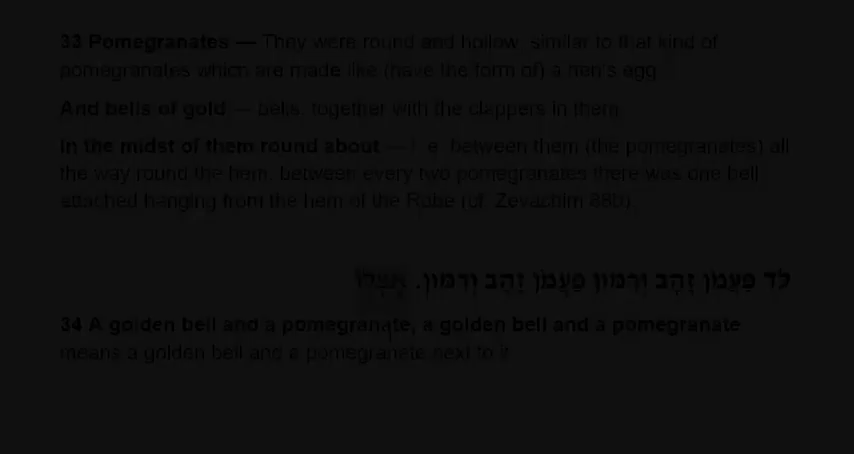 33 Pomegranates — They were round and hollow, similar to that kind of
pomegranates which are made like (have the form of) a hen's egg.
And bells of gold — bells, together with the clappers in them.
In the midst of them round about — i. e. between them (the pomegranates) all
the way round the hem: between every two pomegranates there was one bell
attached hanging from the hem of the Robe (cf. Zevachim 88b).
לד פַּעֲמֹן זָהָב וְרִמּוֹן פַּעֲמֹן זָהָב וְרִמּוֹן. אֶצְלוֹ
34 A golden bell and a pomegranate, a golden bell and a pomegranate
means a golden bell and a pomegranate next to it.